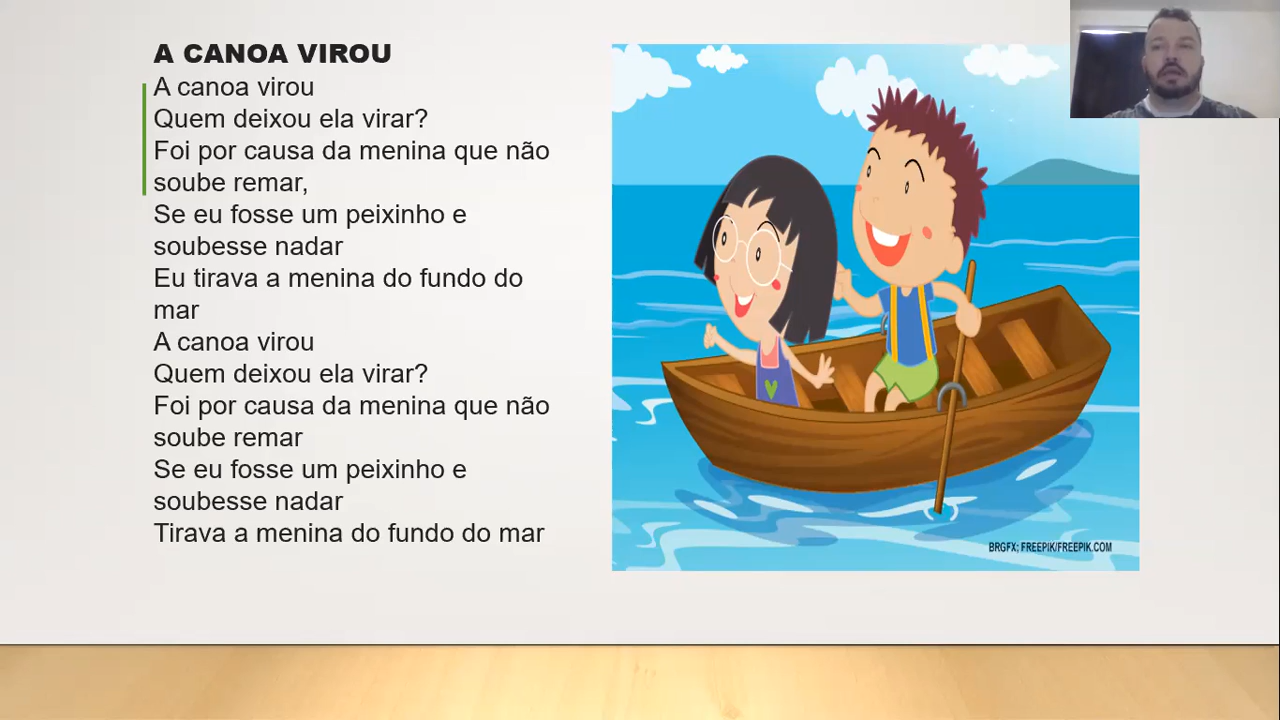 A CANOA VIROU
A canoa virou
Quem deixou ela virar?
Foi por causa da menina que não
soube remar,
Se eu fosse um peixinho e
soubesse nadar
Eu tirava a menina do fundo do
mar
A canoa virou
Quem deixou ela virar?
Foi por causa da menina que não
soube remar
Se eu fosse um peixinho e
soubesse nadar
Tirava a menina do fundo do mar
BRGFX; FREEPIK/FREEPIK.COM